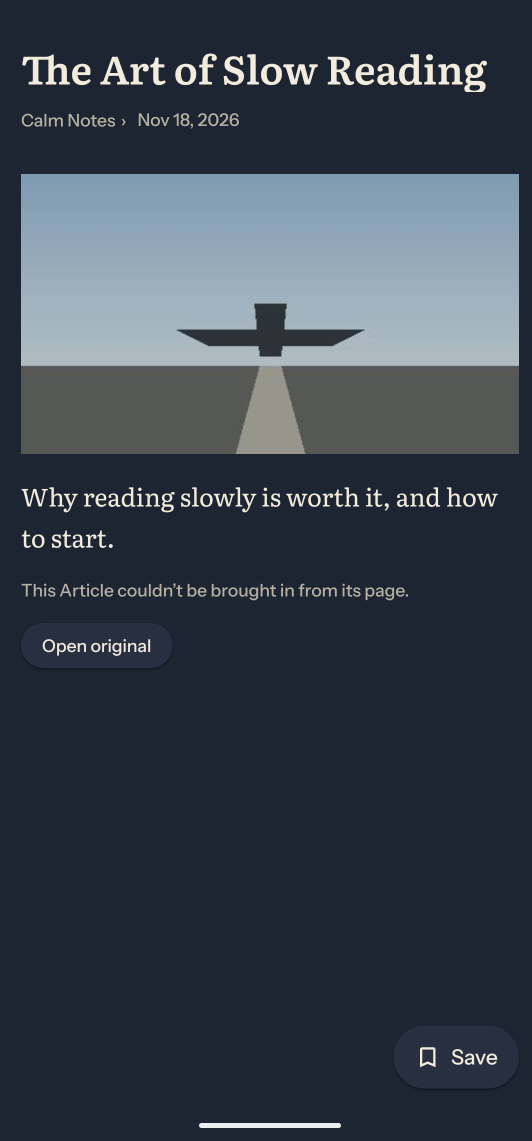 The Art of Slow Reading
Calm Notes › Nov 18, 2026
Why reading slowly is worth it, and how
to start.
This Article couldn’t be brought in from its page.
Open original
Save